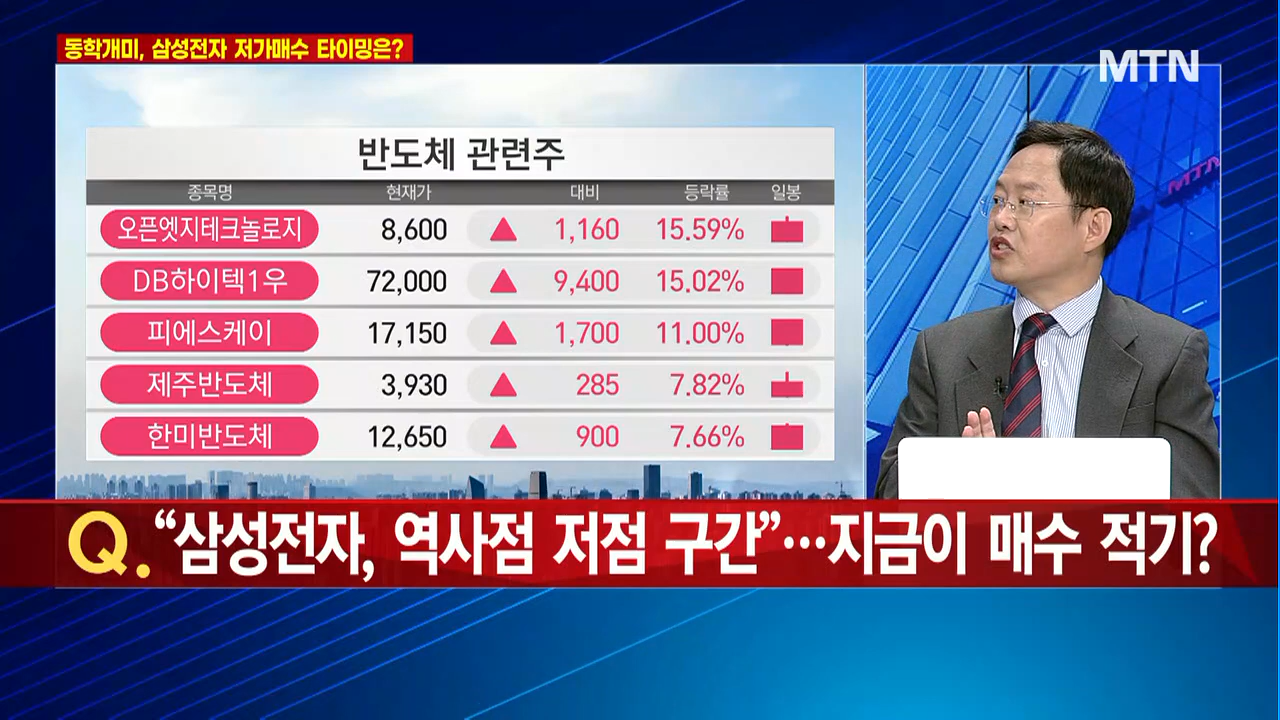 동학개미, 삼성전자 저가매수 타이밍은?
MTN
반도체 관련주
종목명 현재가 대비 등락률 일봉
오픈엣지테크놀로지 8,600 ▲ 1,160 15.59%
DB하이텍1우 72,000 ▲ 9,400 15.02%
피에스케이 17,150 ▲ 1,700 11.00%
제주반도체 3,930 ▲ 285 7.82%
한미반도체 12,650 ▲ 900 7.66%
MTN
Q. “삼성전자, 역사점 저점 구간”…지금이 매수 적기?